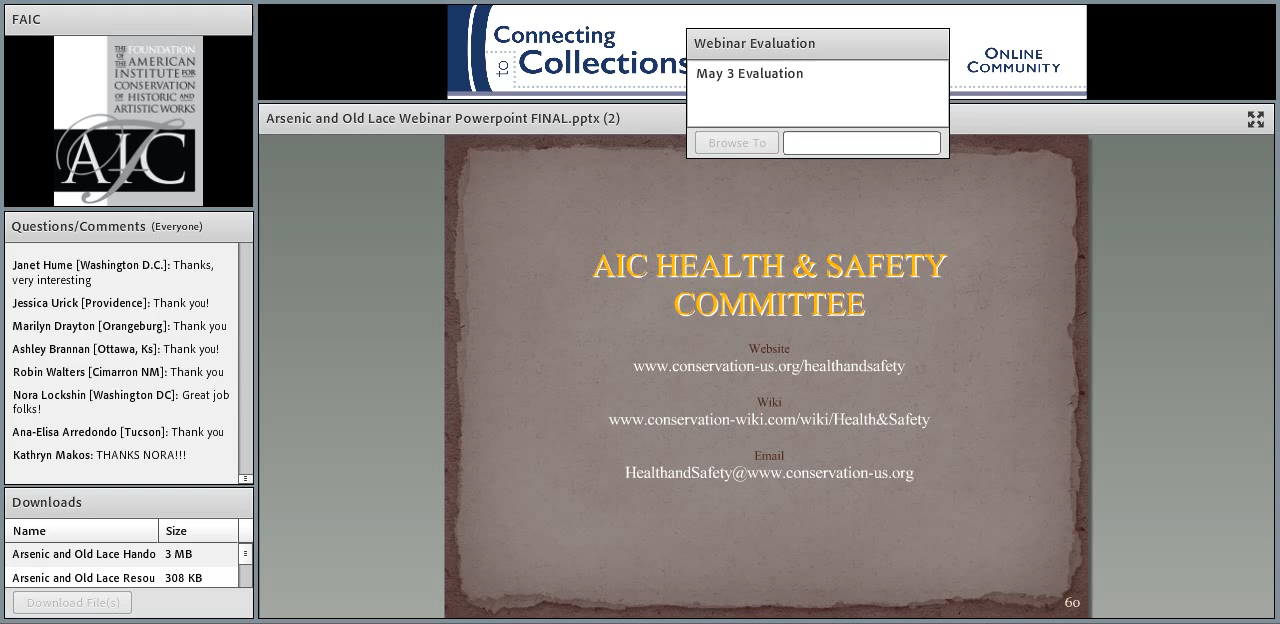 FAIC
THE FOUNDATION
OF THE AMERICAN
INSTITUTE FOR
CONSERVATION
OF HISTORIC AND
ARTISTIC WORKS
AIC
F
Questions/Comments (Everyone)
Janet Hume [Washington D.C.]: Thanks,
very interesting
Jessica Urick [Providence]: Thank you!
Marilyn Drayton [Orangeburg]: Thank you
Ashley Brannan [Ottawa, Ks]: Thank you!
Robin Walters [Cimarron NM]: Thank you
Nora Lockshin [Washington DC]: Great job
folks!
Ana-Elisa Arredondo [Tucson]: Thank you
Kathryn Makos: THANKS NORA!!!
Downloads
Name Size
Arsenic and Old Lace Hando 3 MB
Arsenic and Old Lace Resou 308 KB
Download File(s)
Connecting
to Collections
ONLINE
COMMUNITY
Webinar Evaluation
May 3 Evaluation
Browse To
Arsenic and Old Lace Webinar Powerpoint FINAL.pptx (2)
AIC HEALTH & SAFETY
COMMITTEE
Website
www.conservation-us.org/healthandsafety
Wiki
www.conservation-wiki.com/wiki/Health&Safety
Email
HealthandSafety@www.conservation-us.org
60